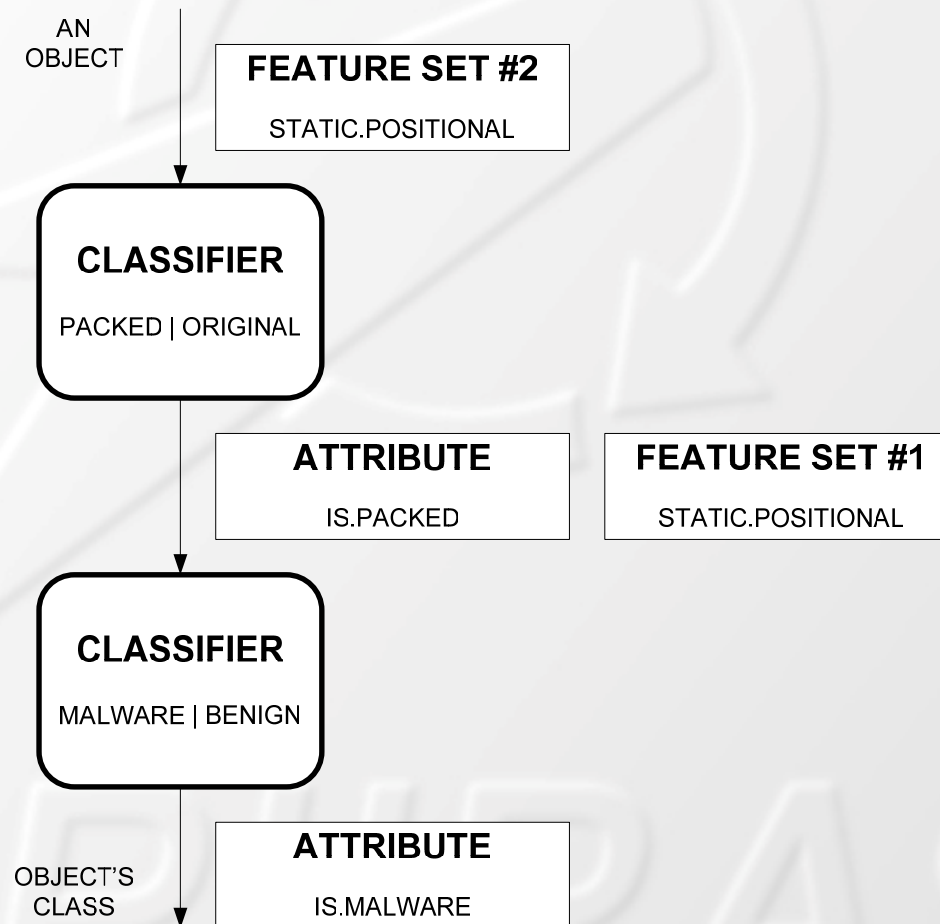 AN
OBJECT
FEATURE SET #2
STATIC.POSITIONAL
CLASSIFIER
PACKED | ORIGINAL
ATTRIBUTE
IS.PACKED
FEATURE SET #1
STATIC.POSITIONAL
CLASSIFIER
MALWARE | BENIGN
ATTRIBUTE
IS.MALWARE
OBJECT'S
CLASS